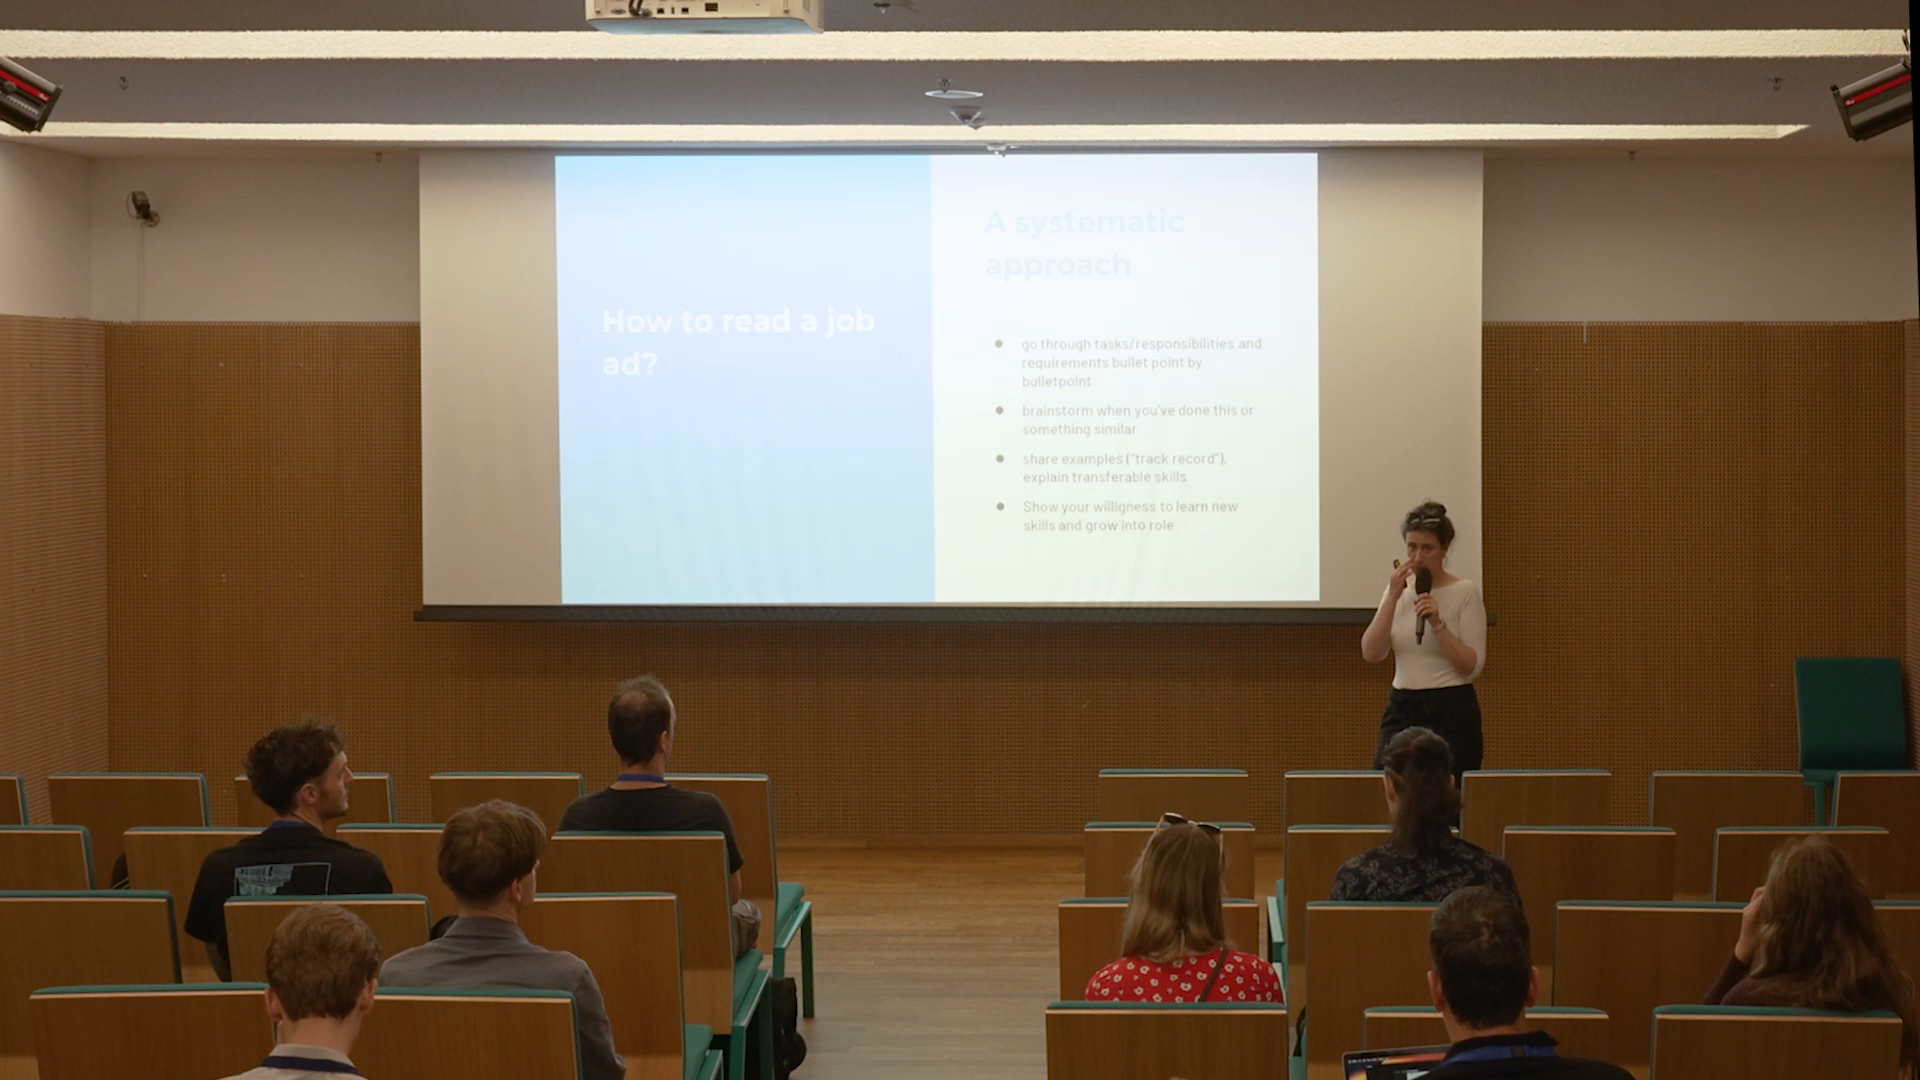 How to read a job
ad?
A systematic
approach
go through tasks/responsibilities and
requirements bullet point by
bulletpoint
brainstorm when you've done this or
something similar
share examples ("track record"),
explain transferable skills
Show your willigness to learn new
skills and grow into role